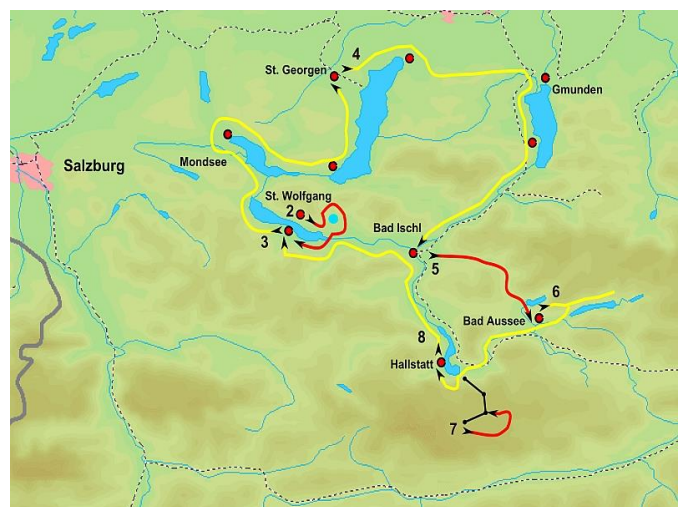 4
St. Georgen
Gmunden
Mondsee
Salzburg
St. Wolfgang
2
3
Bad Ischl
5
6
Bad Aussee
8
Hallstatt
7